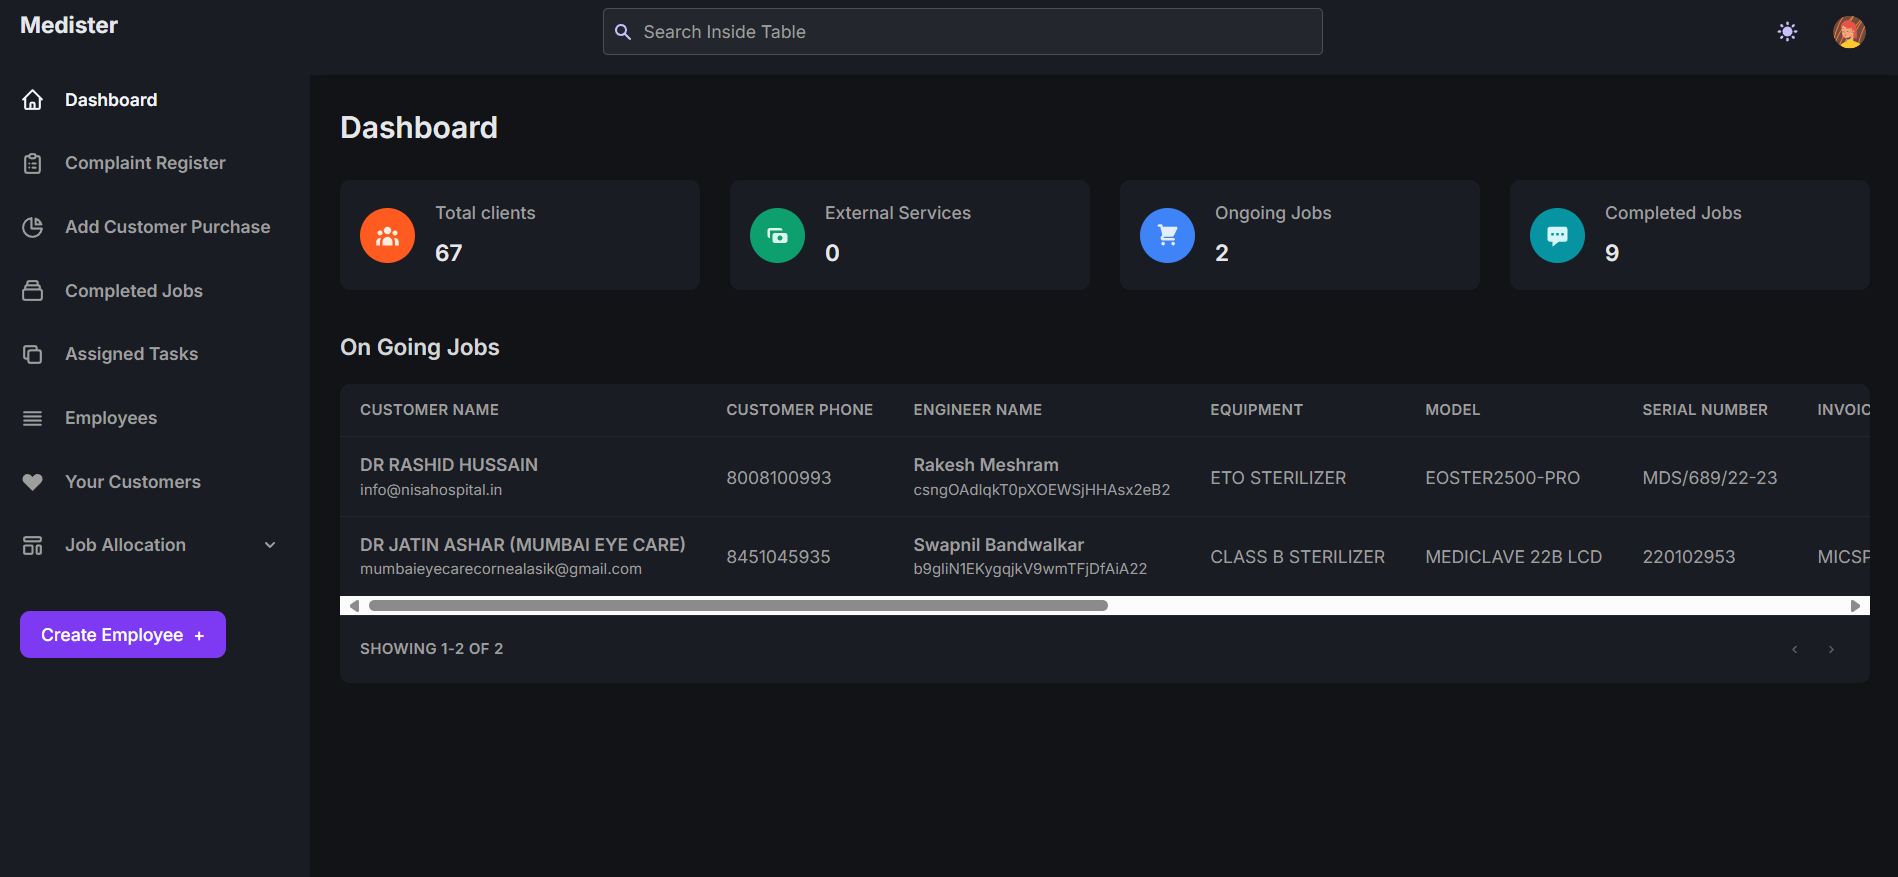 Medister
Search Inside Table
Dashboard
Complaint Register
Add Customer Purchase
Completed Jobs
Assigned Tasks
Employees
Your Customers
Job Allocation
Create Employee +
Dashboard
Total clients
67
External Services
0
Ongoing Jobs
2
Completed Jobs
9
On Going Jobs
CUSTOMER NAME CUSTOMER PHONE ENGINEER NAME EQUIPMENT MODEL SERIAL NUMBER INVOIC
DR RASHID HUSSAIN 8008100993 Rakesh Meshram ETO STERILIZER EOSTER2500-PRO MDS/689/22-23
info@nisahospital.in csngOAdlqkT0pXOEWSjHHAsx2eB2
DR JATIN ASHAR (MUMBAI EYE CARE) 8451045935 Swapnil Bandwalkar CLASS B STERILIZER MEDICLAVE 22B LCD 220102953 MICSP
mumbaieyecarecornealasik@gmail.com b9gliN1EKygqjkV9wmTFjDfAiA22
SHOWING 1-2 OF 2